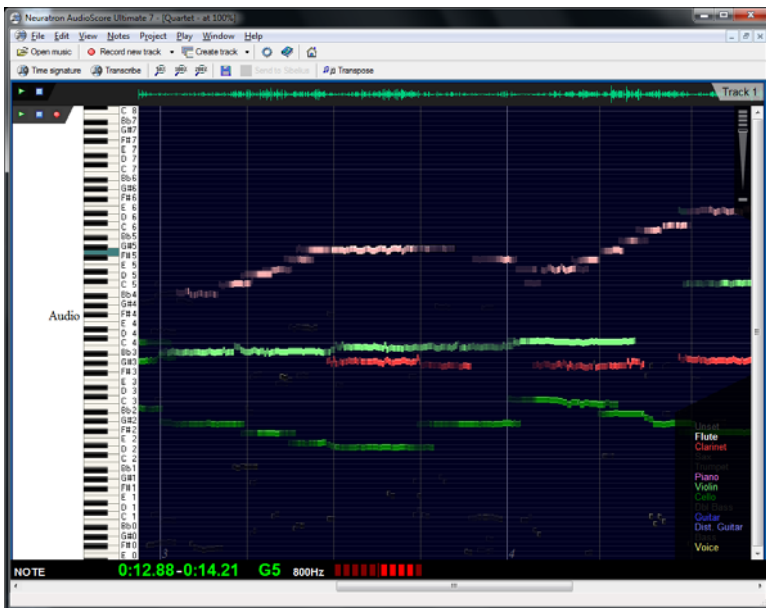 Neuratron AudioScore Ultimate 7 - [Quartet - at 100%]
File Edit View Notes Project Play Window Help
Open music Record new track Create track
Time signature Transcribe Send to Sibelius Transpose
Track 1
C 8
Bb7
G#7
F#7
E 7
D 7
C 7
Bb6
G#6
F#6
E 6
D 6
C 6
Bb5
G#5
F#5
E 5
D 5
C 5
Bb4
G#4
F#4
E 4
D 4
C 4
Bb3
G#3
F#3
E 3
D 3
C 3
Bb2
G#2
F#2
E 2
D 2
C 2
Bb1
G#1
F#1
E 1
D 1
C 1
Bb0
G#0
F#0
E 0
Audio
3 4
Unset
Flute
Clarinet
Sax
Trumpet
Piano
Violin
Cello
Dbl Bass
Guitar
Dist. Guitar
Bass
Voice
NOTE 0:12.88-0:14.21 G5 800Hz